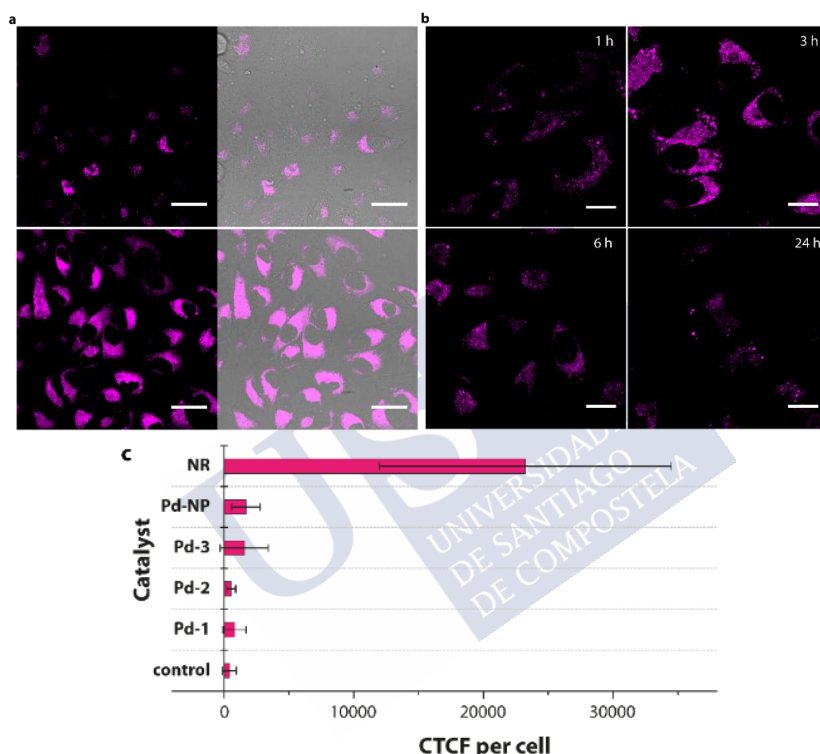 a
b
1 h
3 h
6 h
24 h
c
NR
Pd-NP
Pd-3
Pd-2
Pd-1
control
Catalyst
0
10000
20000
30000
CTCF per cell
UNIVERSIDADE
DE SANTIAGO
DE COMPOSTELA